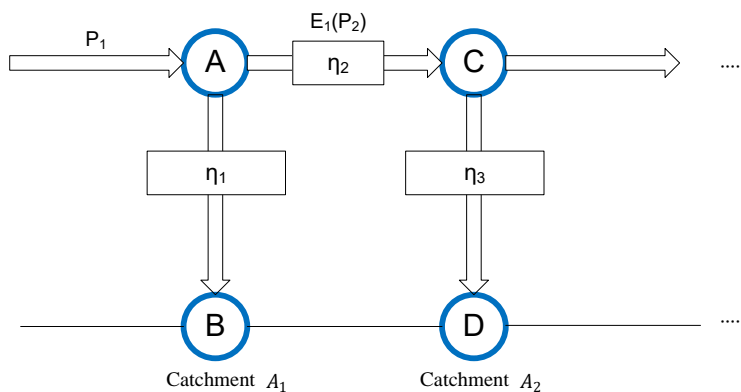 E₁(P₂)
P₁
A
η₂
C
....
η₁
η₃
B
D
....
Catchment A₁
Catchment A₂